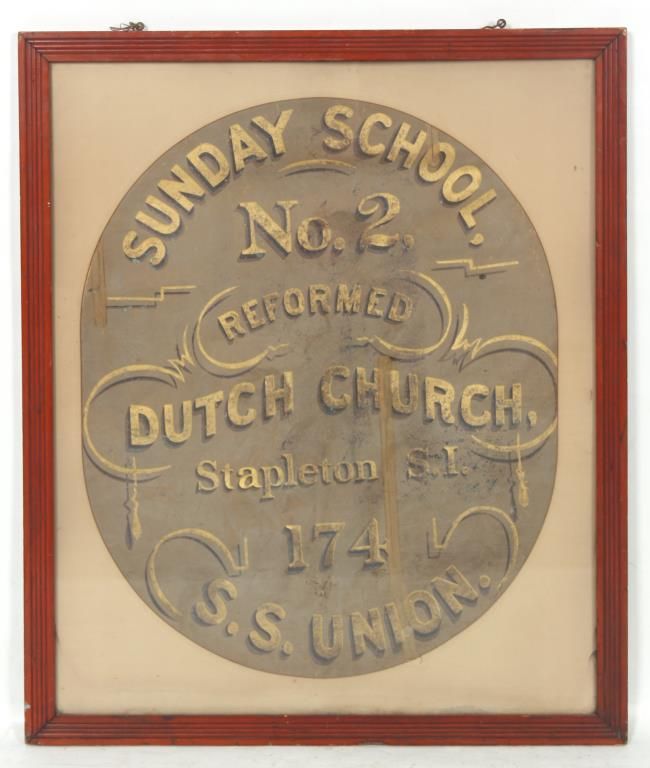 SUNDAY SCHOOL,
No. 2,
REFORMED
DUTCH CHURCH,
Stapleton S.I.
174
S.S. UNION.